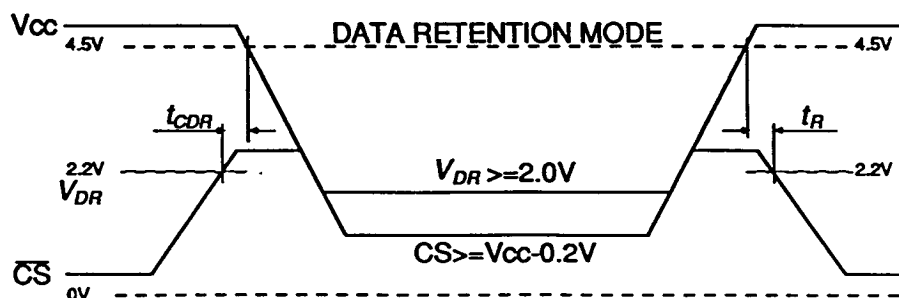 Vcc
DATA RETENTION MODE
4.5V
4.5V
tCDR
tR
2.2V
VDR >=2.0V
2.2V
VDR
CS>=Vcc-0.2V
CS
0V